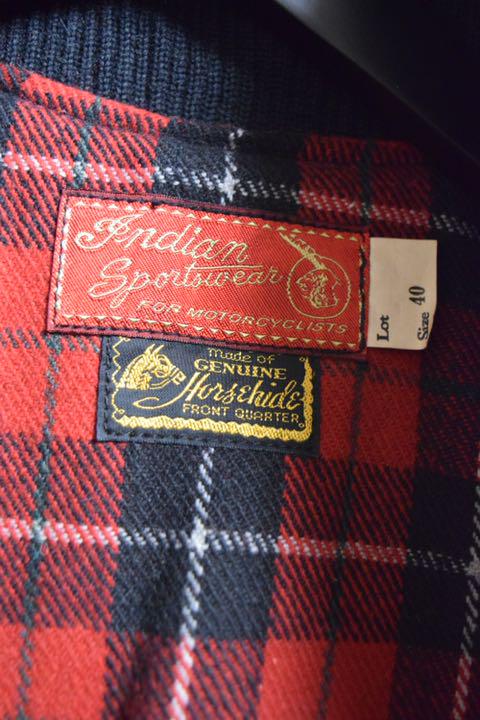 Indian
Sportswear
FOR MOTORCYCLISTS
Lot
Size 40
Made of
GENUINE
Horsehide
FRONT QUARTER